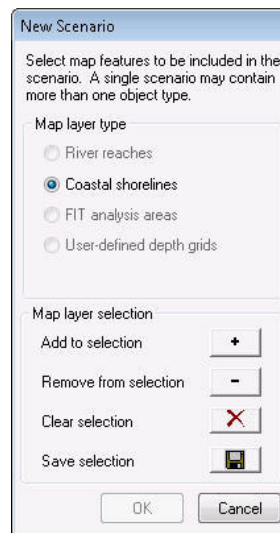 New Scenario
Select map features to be included in the
scenario. A single scenario may contain
more than one object type.
Map layer type
River reaches
Coastal shorelines
FIT analysis areas
User-defined depth grids
Map layer selection
Add to selection
+
Remove from selection
-
Clear selection
Save selection
OK
Cancel